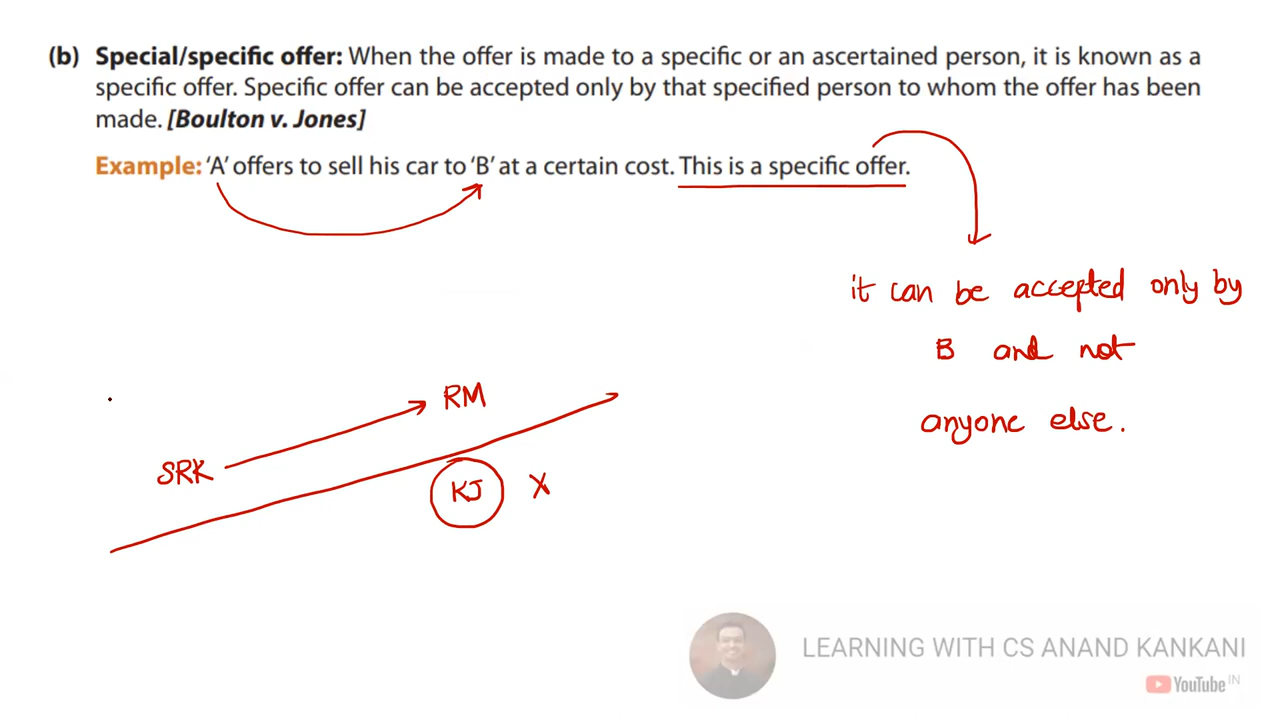 (b) Special/specific offer: When the offer is made to a specific or an ascertained person, it is known as a
specific offer. Specific offer can be accepted only by that specified person to whom the offer has been
made. [Boulton v. Jones]
Example: ‘A’ offers to sell his car to ‘B’ at a certain cost. This is a specific offer.
it can be accepted only by
B and not
anyone else.
RM
SRK
KJ X
LEARNING WITH CS ANAND KANKANI
YouTube IN